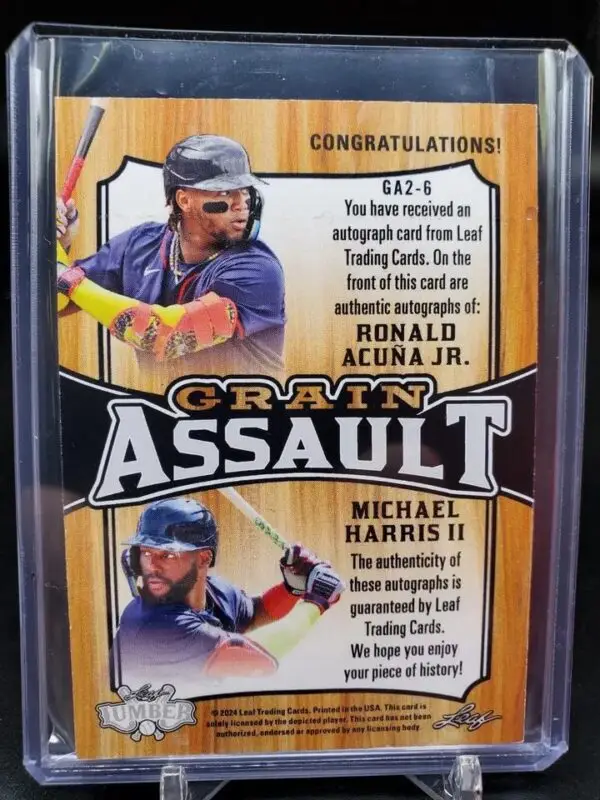 CONGRATULATIONS!
GA2-6
You have received an
autograph card from Leaf
Trading Cards. On the
front of this card are
authentic autographs of:
RONALD
ACUÑA JR.
GRAIN
ASSAULT
MICHAEL
HARRIS II
The authenticity of
these autographs is
guaranteed by Leaf
Trading Cards.
We hope you enjoy
your piece of history!
Leaf
LUMBER
© 2024 Leaf Trading Cards. Printed in the USA. This card is
solely licensed by the depicted player. This card has not been
authorized, endorsed or approved by any licensing body.
Leaf